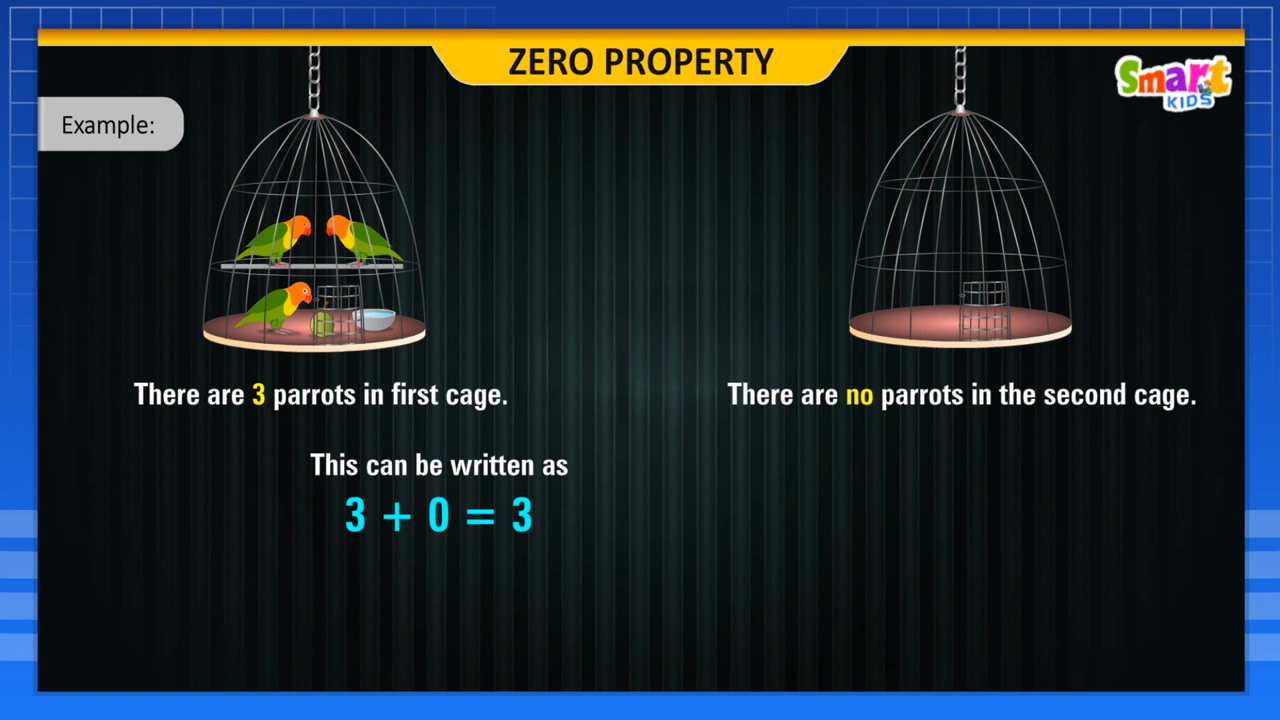 ZERO PROPERTY
Smart
KIDS
Example:
There are 3 parrots in first cage.
There are no parrots in the second cage.
This can be written as
3 + 0 = 3